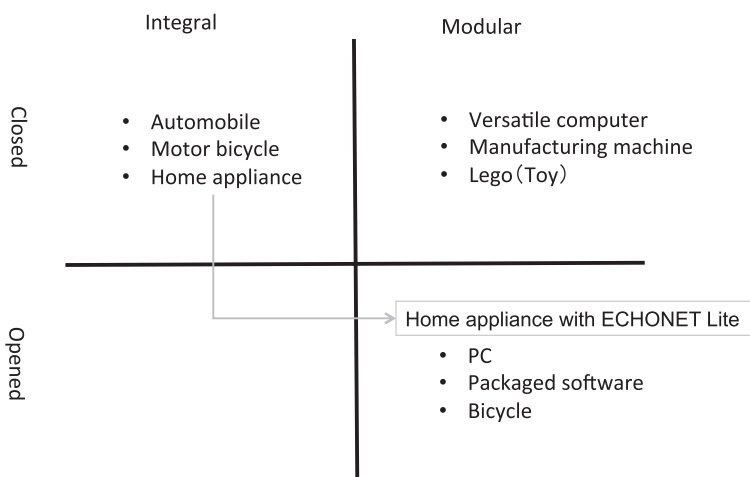 Integral
Modular
Closed
• Automobile
• Motor bicycle
• Home appliance
• Versatile computer
• Manufacturing machine
• Lego（Toy）
Opened
Home appliance with ECHONET Lite
• PC
• Packaged software
• Bicycle